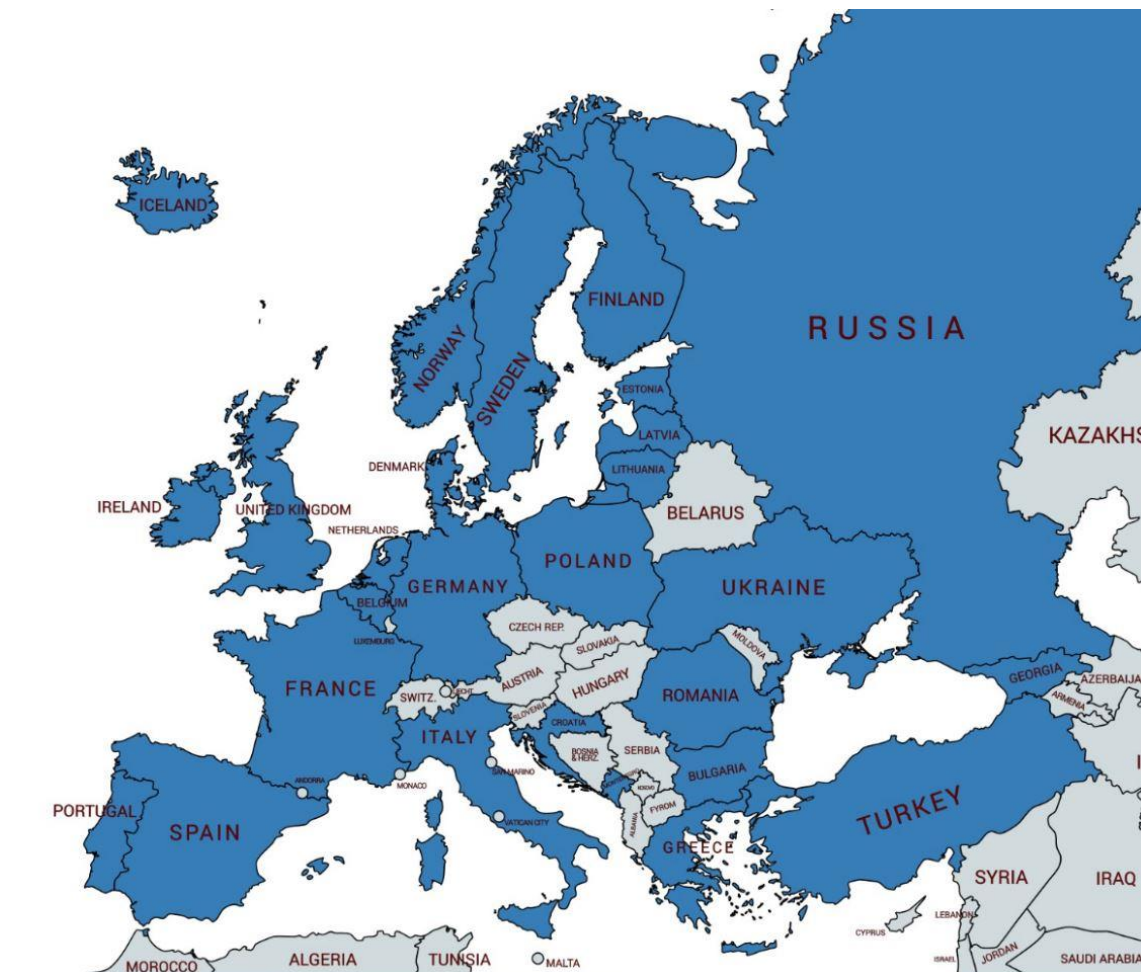 ICELAND
FINLAND
RUSSIA
NORWAY
SWEDEN
ESTONIA
LATVIA
KAZAKHS
DENMARK
LITHUANIA
IRELAND
UNITED KINGDOM
BELARUS
NETHERLANDS
POLAND
GERMANY
UKRAINE
BELGIUM
CZECH REP.
LUXEMBURG
SLOVAKIA
MOLDOVA
FRANCE
SWITZ.
LIECHT
AUSTRIA
HUNGARY
ROMANIA
GEORGIA
AZERBAIJA
ARMENIA
SLOVENIA
CROATIA
ITALY
BOSNIA
& HERZ.
SERBIA
SAN MARINO
MONTENEGRO
BULGARIA
ANDORRA
MONACO
KOSOVO
I
PORTUGAL
SPAIN
VATICAN CITY
ALBANIA
FYROM
TURKEY
GREECE
SYRIA
IRAQ
CYPRUS
LEBANON
MOROCCO
ALGERIA
TUNISIA
MALTA
ISRAEL
JORDAN
SAUDI ARABIA